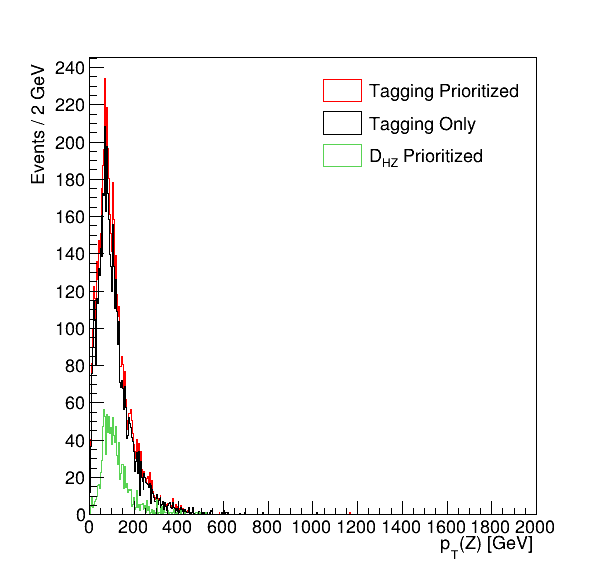 Events / 2 GeV
240
220
200
180
160
140
120
100
80
60
40
20
0
Tagging Prioritized
Tagging Only
D_HZ Prioritized
0 200 400 600 800 1000 1200 1400 1600 1800 2000
p_T(Z) [GeV]